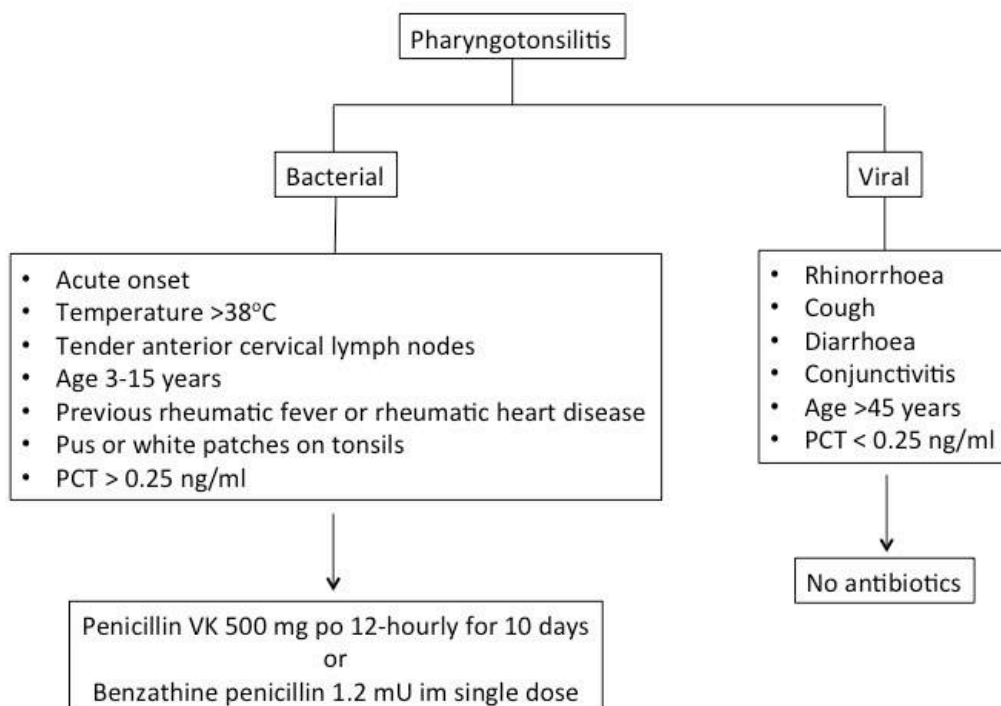 Pharyngotonsilitis
Bacterial
Viral
• Acute onset
• Temperature >38°C
• Tender anterior cervical lymph nodes
• Age 3-15 years
• Previous rheumatic fever or rheumatic heart disease
• Pus or white patches on tonsils
• PCT > 0.25 ng/ml
• Rhinorrhoea
• Cough
• Diarrhoea
• Conjunctivitis
• Age >45 years
• PCT < 0.25 ng/ml
Penicillin VK 500 mg po 12-hourly for 10 days
or
Benzathine penicillin 1.2 mU im single dose
No antibiotics